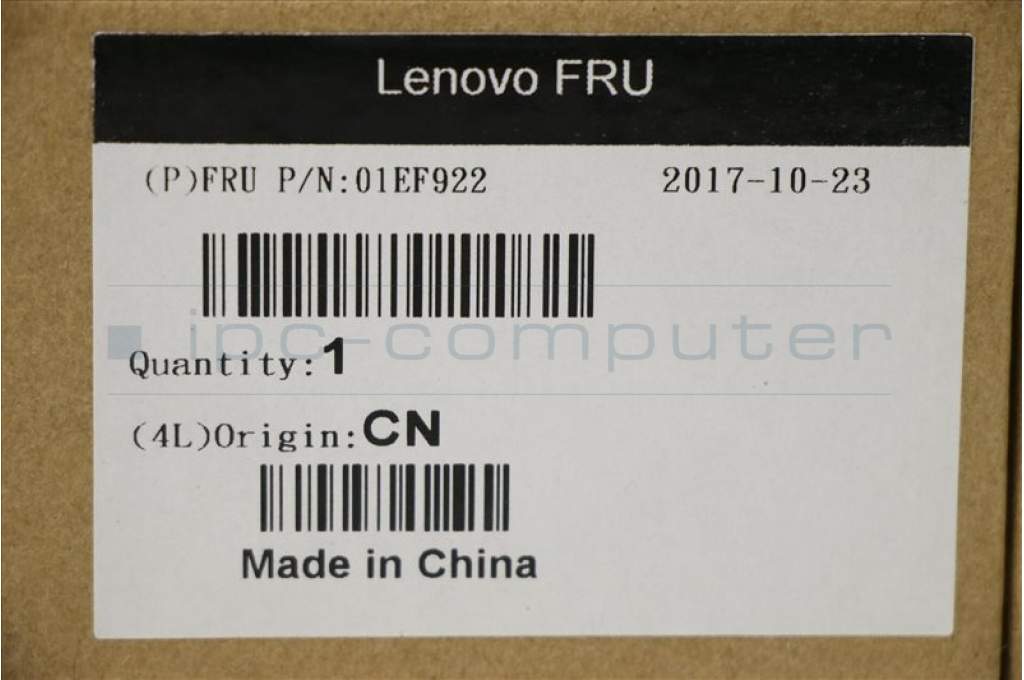 Lenovo FRU
(P)FRU P/N:01EF922 2017-10-23
ipc-computer
Quantity:1
(4L)Origin:CN
Made in China